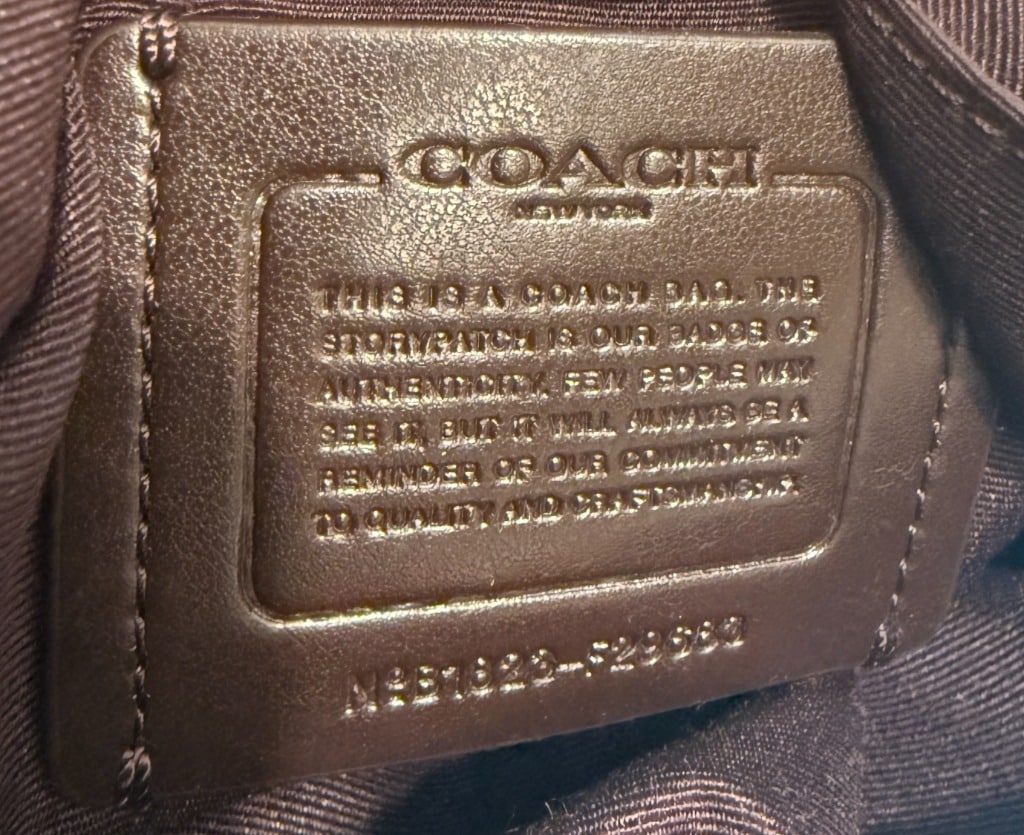 COACH
NEW YORK
THIS IS A COACH BAG. THE
STORYPATCH IS OUR BADGE OF
AUTHENTICITY. FEW PEOPLE MAY
SEE IT, BUT IT WILL ALWAYS BE A
REMINDER OF OUR COMMITMENT
TO QUALITY AND CRAFTSMANSHIP.